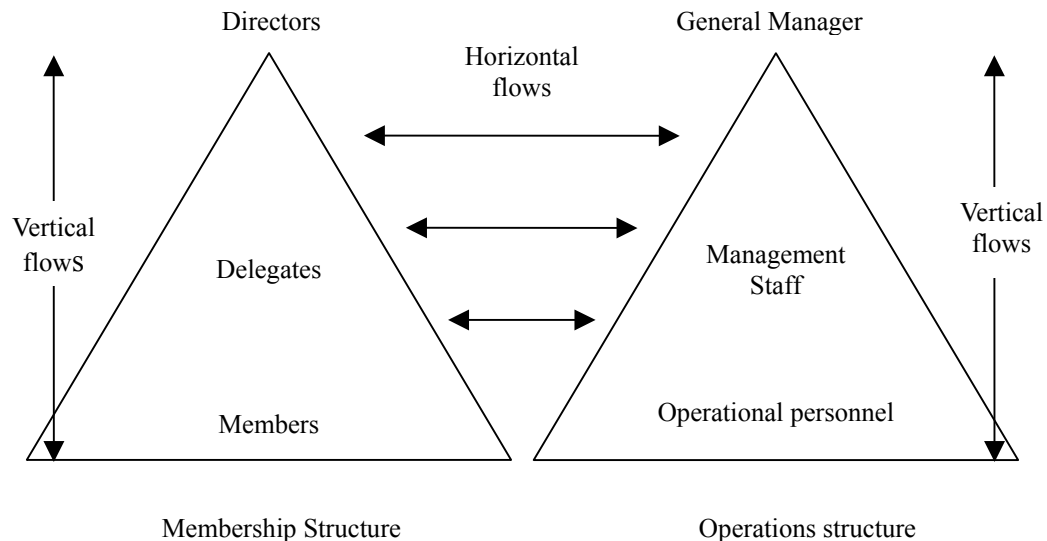 Directors
General Manager
Horizontal
flows
Vertical
flows
Delegates
Members
Management
Staff
Operational personnel
Vertical
flows
Membership Structure
Operations structure